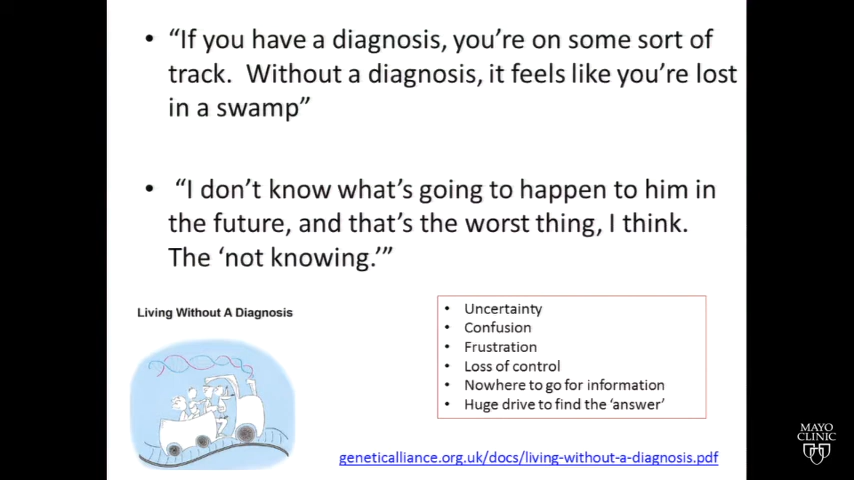 • “If you have a diagnosis, you’re on some sort of
track.  Without a diagnosis, it feels like you’re lost
in a swamp”
• “I don’t know what’s going to happen to him in
the future, and that’s the worst thing, I think.
The ‘not knowing.’”
Living Without A Diagnosis
• Uncertainty
• Confusion
• Frustration
• Loss of control
• Nowhere to go for information
• Huge drive to find the ‘answer’
geneticalliance.org.uk/docs/living-without-a-diagnosis.pdf
MAYO
CLINIC